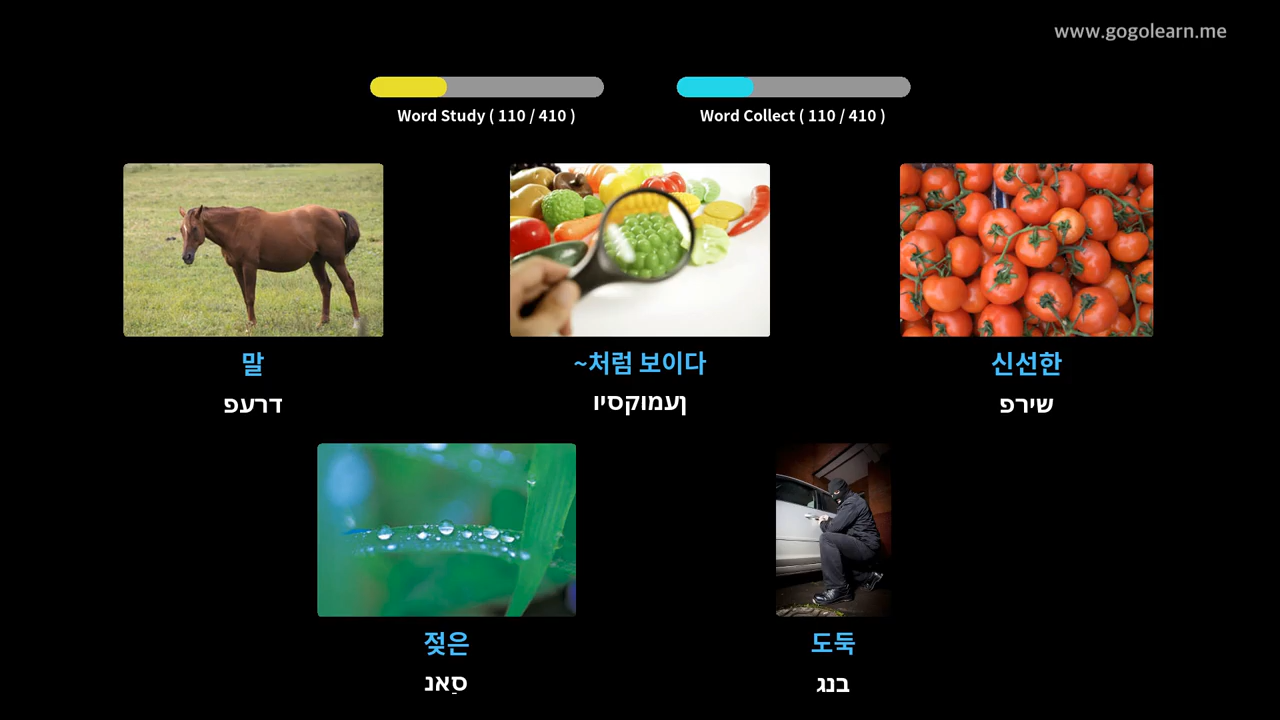 www.gogolearn.me
Word Study ( 110 / 410 )
Word Collect ( 110 / 410 )
말
דרעפ
~처럼 보이다
ןעמוקסיו
신선한
שירפ
젖은
סַאנ
도둑
בנג